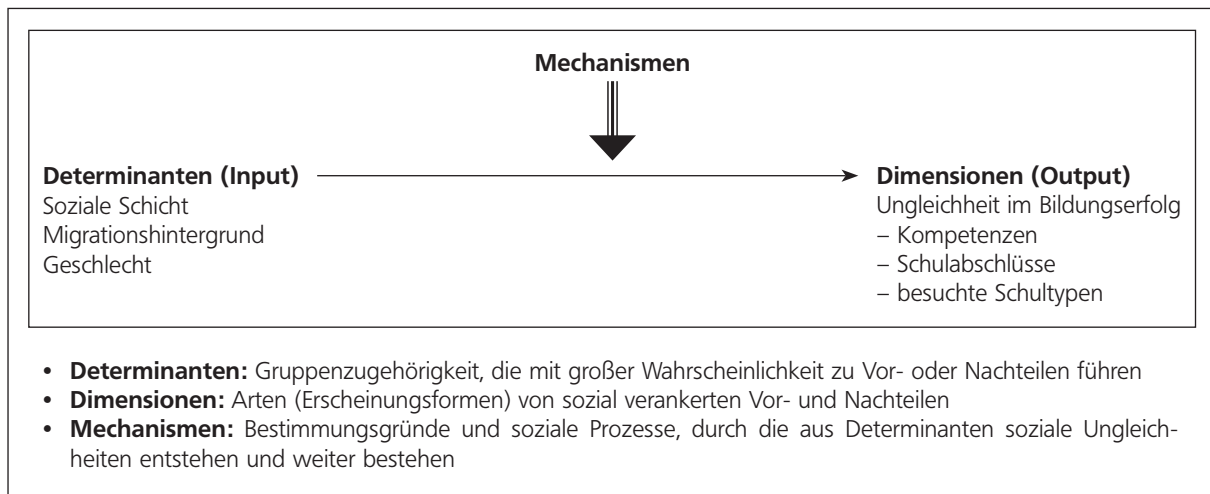 Mechanismen
Determinanten (Input)
Soziale Schicht
Migrationshintergrund
Geschlecht
Dimensionen (Output)
Ungleichheit im Bildungserfolg
– Kompetenzen
– Schulabschlüsse
– besuchte Schultypen
• Determinanten: Gruppenzugehörigkeit, die mit großer Wahrscheinlichkeit zu Vor- oder Nachteilen führen
• Dimensionen: Arten (Erscheinungsformen) von sozial verankerten Vor- und Nachteilen
• Mechanismen: Bestimmungsgründe und soziale Prozesse, durch die aus Determinanten soziale Ungleich-
heiten entstehen und weiter bestehen